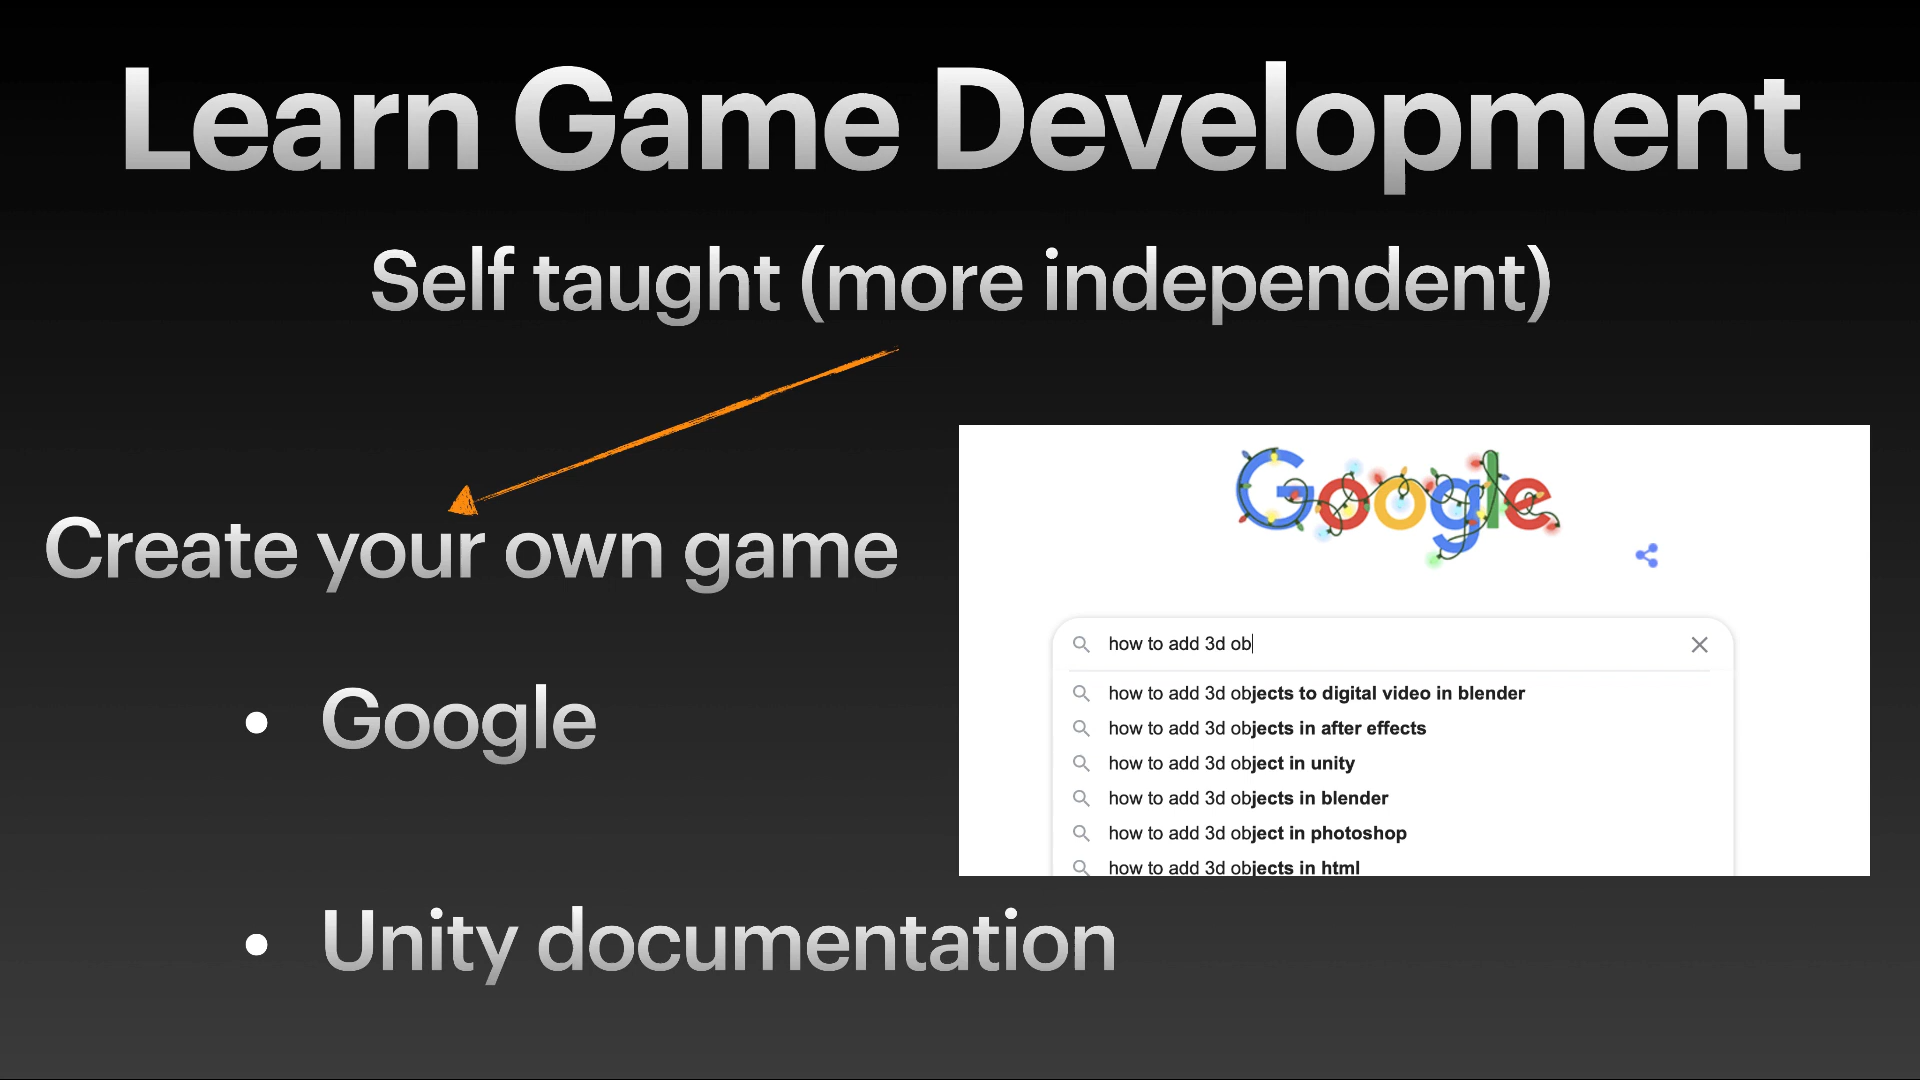 Learn Game Development
Self taught (more independent)
Create your own game
• Google
• Unity documentation
Google
how to add 3d ob
how to add 3d objects to digital video in blender
how to add 3d objects in after effects
how to add 3d object in unity
how to add 3d objects in blender
how to add 3d object in photoshop
how to add 3d objects in html